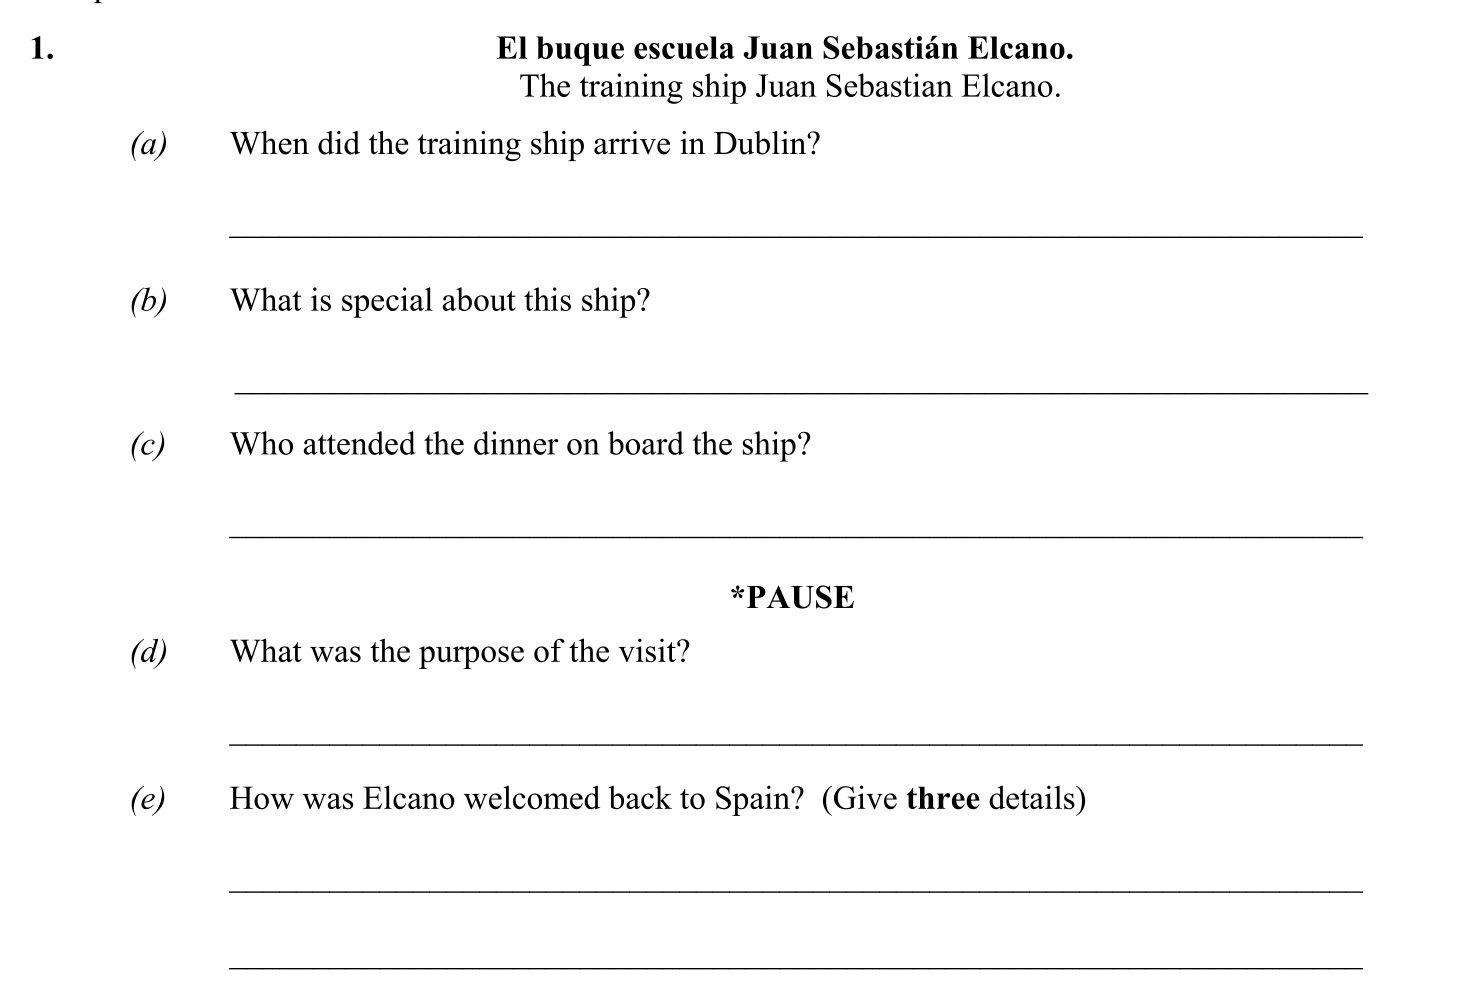 1. El buque escuela Juan Sebastián Elcano.
The training ship Juan Sebastian Elcano.
(a) When did the training ship arrive in Dublin?
(b) What is special about this ship?
(c) Who attended the dinner on board the ship?
*PAUSE
(d) What was the purpose of the visit?
(e) How was Elcano welcomed back to Spain? (Give three details)